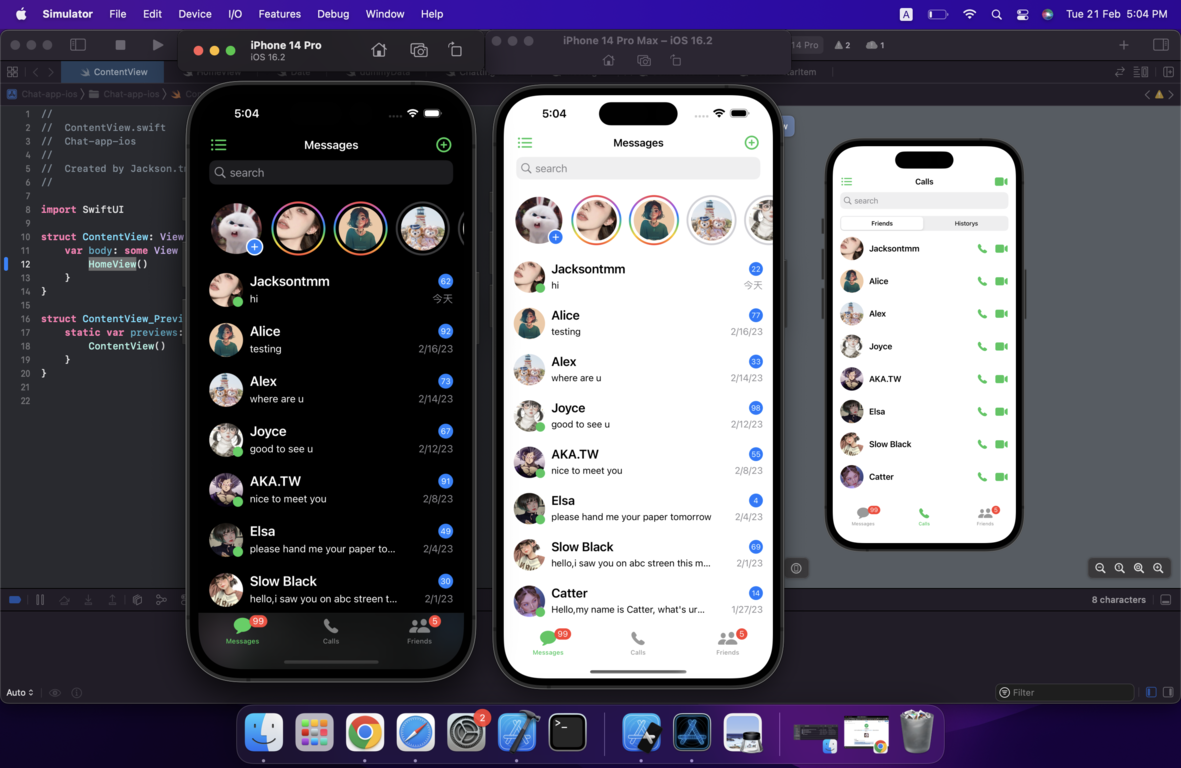 Simulator File Edit Device I/O Features Debug Window Help
A
Tue 21 Feb 5:04 PM
iPhone 14 Pro
iOS 16.2
iPhone 14 Pro Max – iOS 16.2
14 Pro
2
1
ContentView
Chat-app-ios
Chat-app-ios
//
ContentView.swift
Chatapp-ios
// Created by Jackson.t
//
import SwiftUI
struct ContentView: View
var body: some View
HomeView()
}
}
struct ContentView_Previ
static var previews:
ContentView()
}
}
8
9
10
11
12
13
14
15
16
17
18
19
20
21
22
5:04
Messages
search
Jacksontmm
62
hi
今天
Alice
92
testing
2/16/23
Alex
73
where are u
2/14/23
Joyce
67
good to see u
2/12/23
AKA.TW
91
nice to meet you
2/8/23
Elsa
49
please hand me your paper to...
2/4/23
Slow Black
30
hello,i saw you on abc streen t...
2/1/23
99
5
Messages
Calls
Friends
5:04
Messages
search
Jacksontmm
22
hi
今天
Alice
77
testing
2/16/23
Alex
33
where are u
2/14/23
Joyce
98
good to see u
2/12/23
AKA.TW
55
nice to meet you
2/8/23
Elsa
4
please hand me your paper tomorrow
2/4/23
Slow Black
69
hello,i saw you on abc streen this m...
2/1/23
Catter
14
Hello,my name is Catter, what's ur...
1/27/23
99
5
Messages
Calls
Friends
Calls
search
Friends
Historys
Jacksontmm
Alice
Alex
Joyce
AKA.TW
Elsa
Slow Black
Catter
99
5
Messages
Calls
Friends
8 characters
Auto
Filter
2